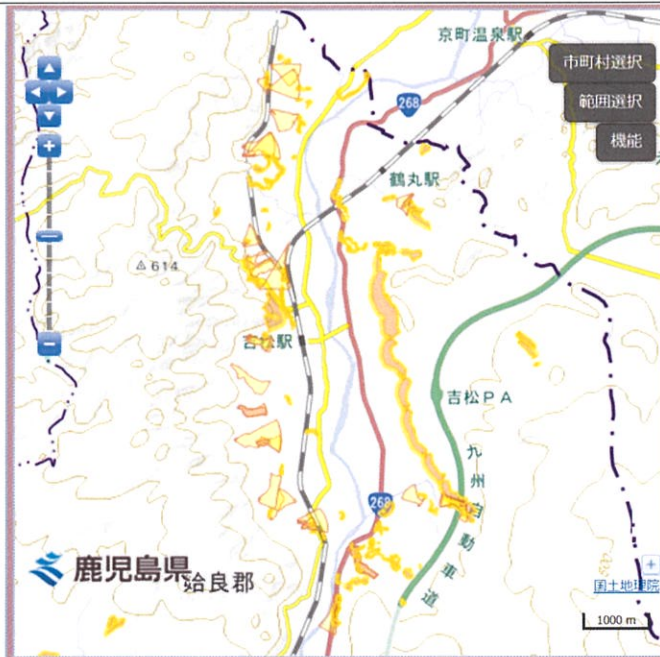 京町温泉駅
市町村選択
268
範囲選択
機能
鶴丸駅
614
吉松駅
吉松PA
九州自動車道
268
鹿児島県
姶良郡
国土地理院
1000 m